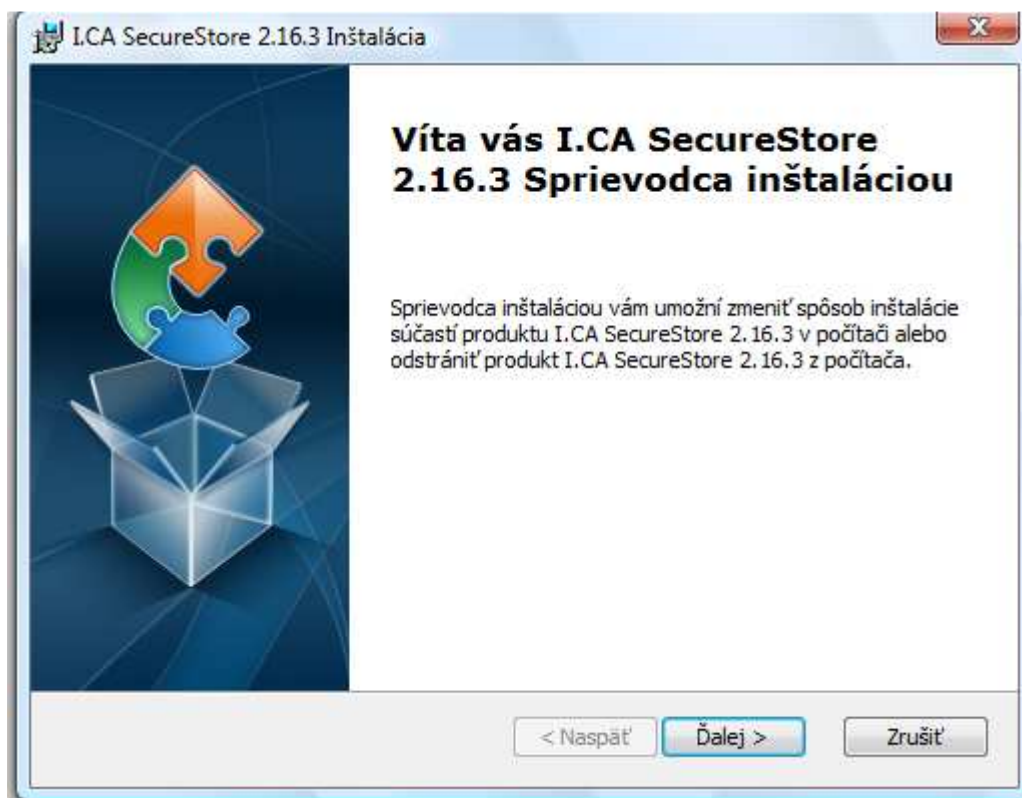 I.CA SecureStore 2.16.3 Inštalácia
Víta vás I.CA SecureStore
2.16.3 Sprievodca inštaláciou
Sprievodca inštaláciou vám umožní zmeniť spôsob inštalácie
súčastí produktu I.CA SecureStore 2.16.3 v počítači alebo
odstrániť produkt I.CA SecureStore 2.16.3 z počítača.
< Naspäť
Ďalej >
Zrušiť